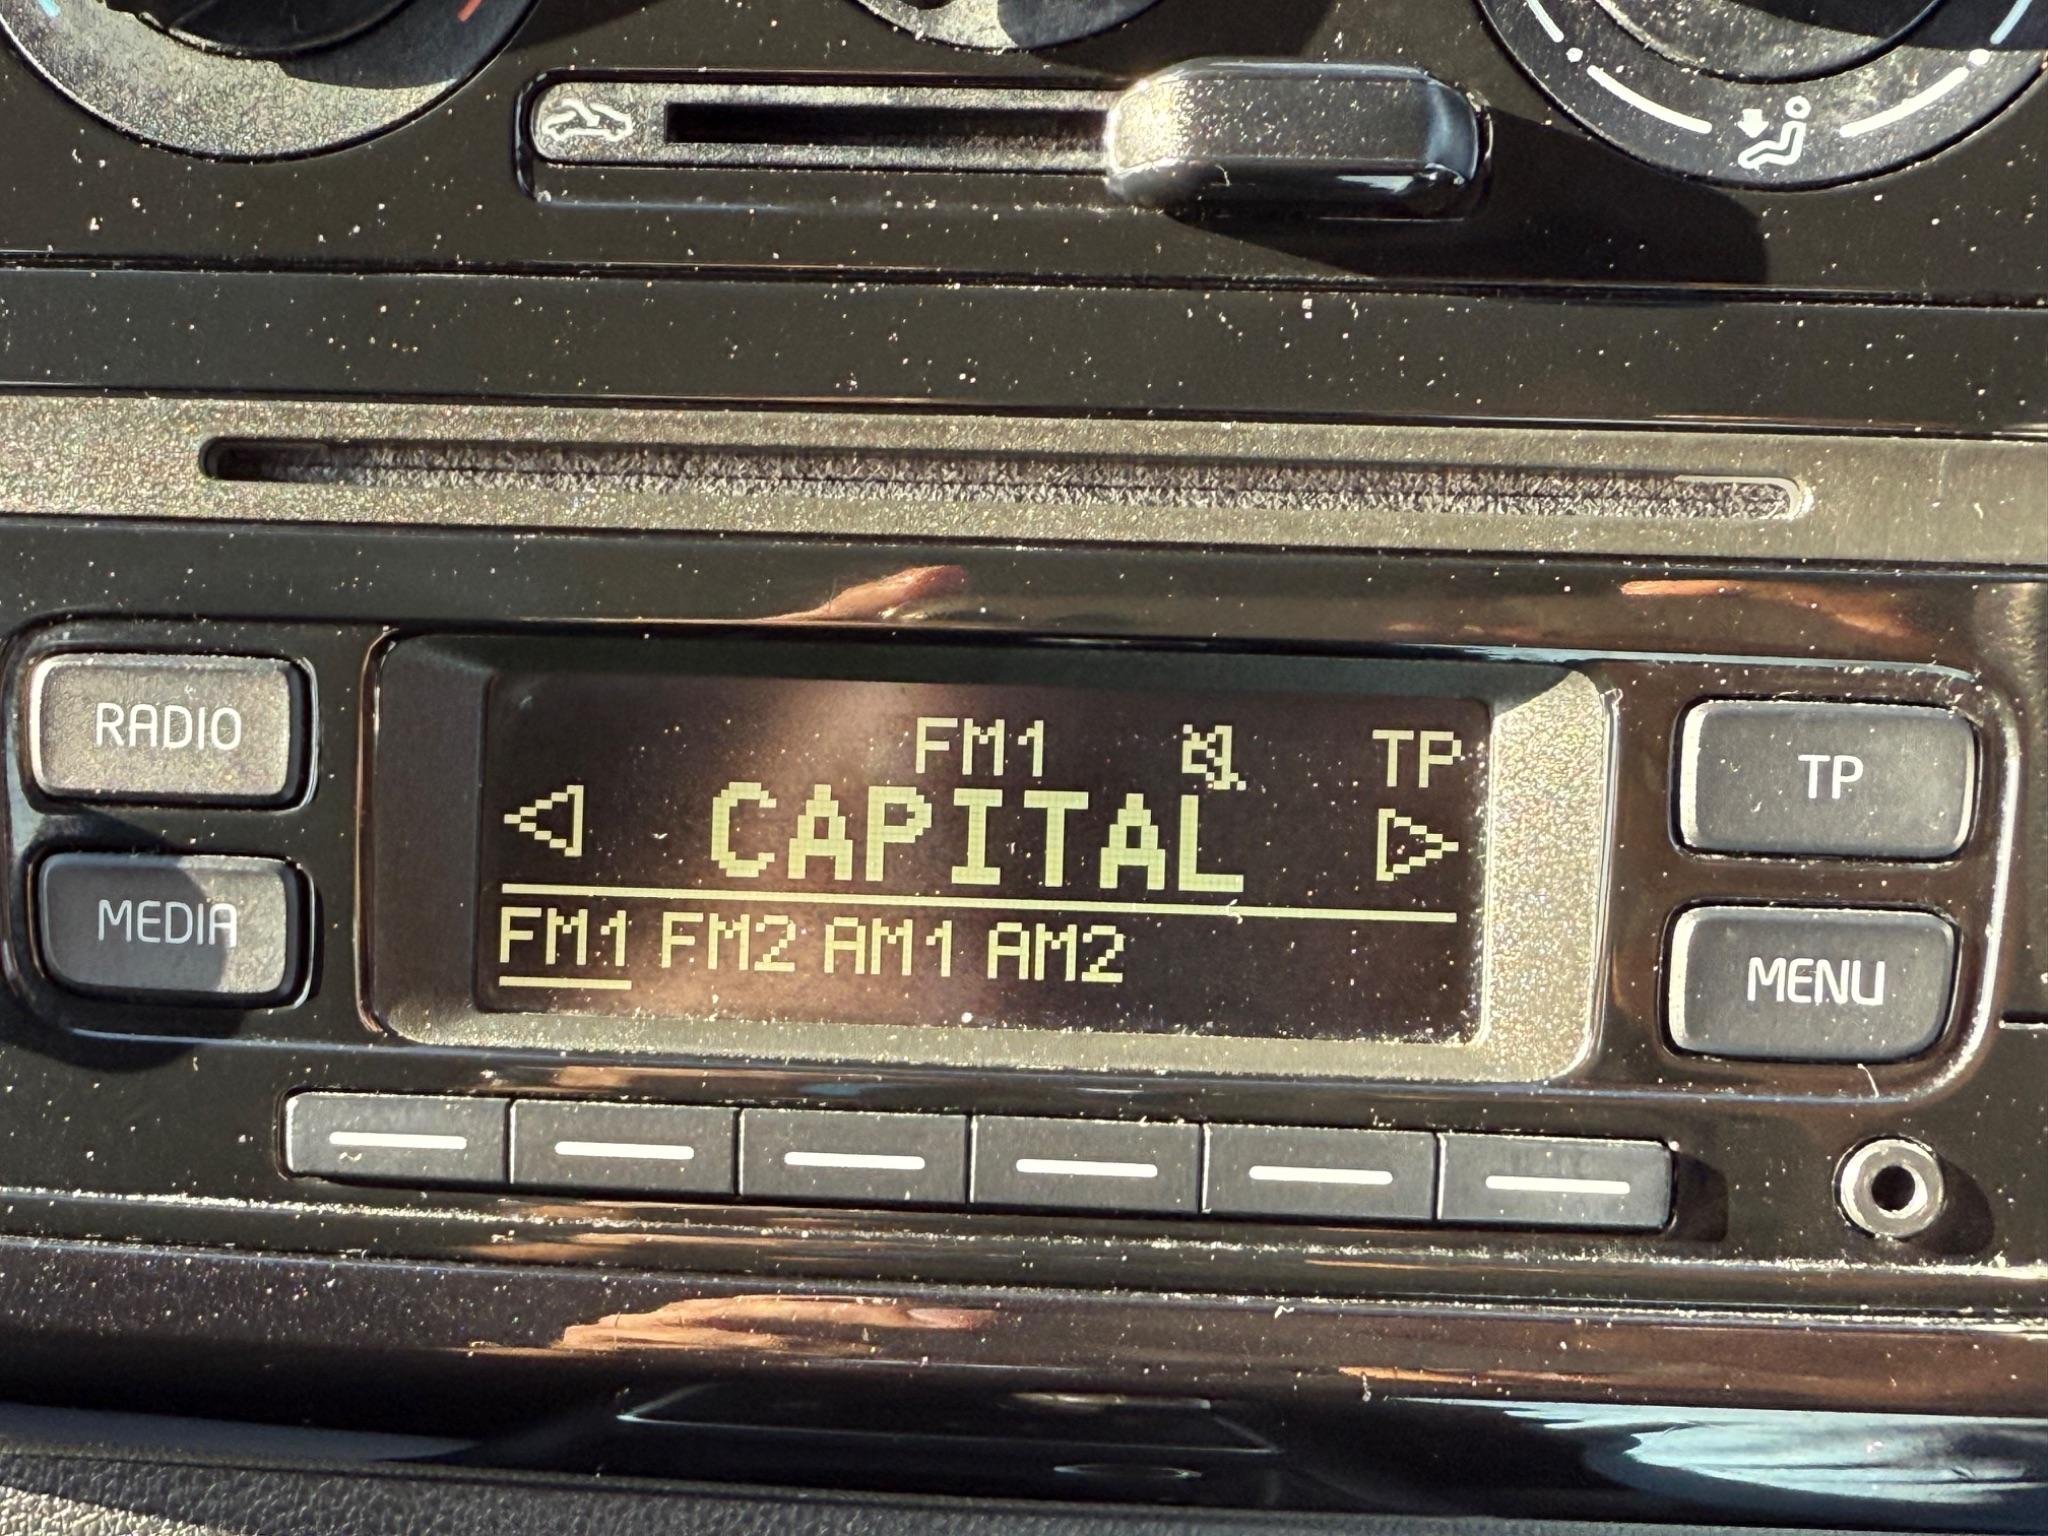 RADIO
MEDIA
FM1 TP
CAPITAL
FM1 FM2 AM1 AM2
TP
MENU